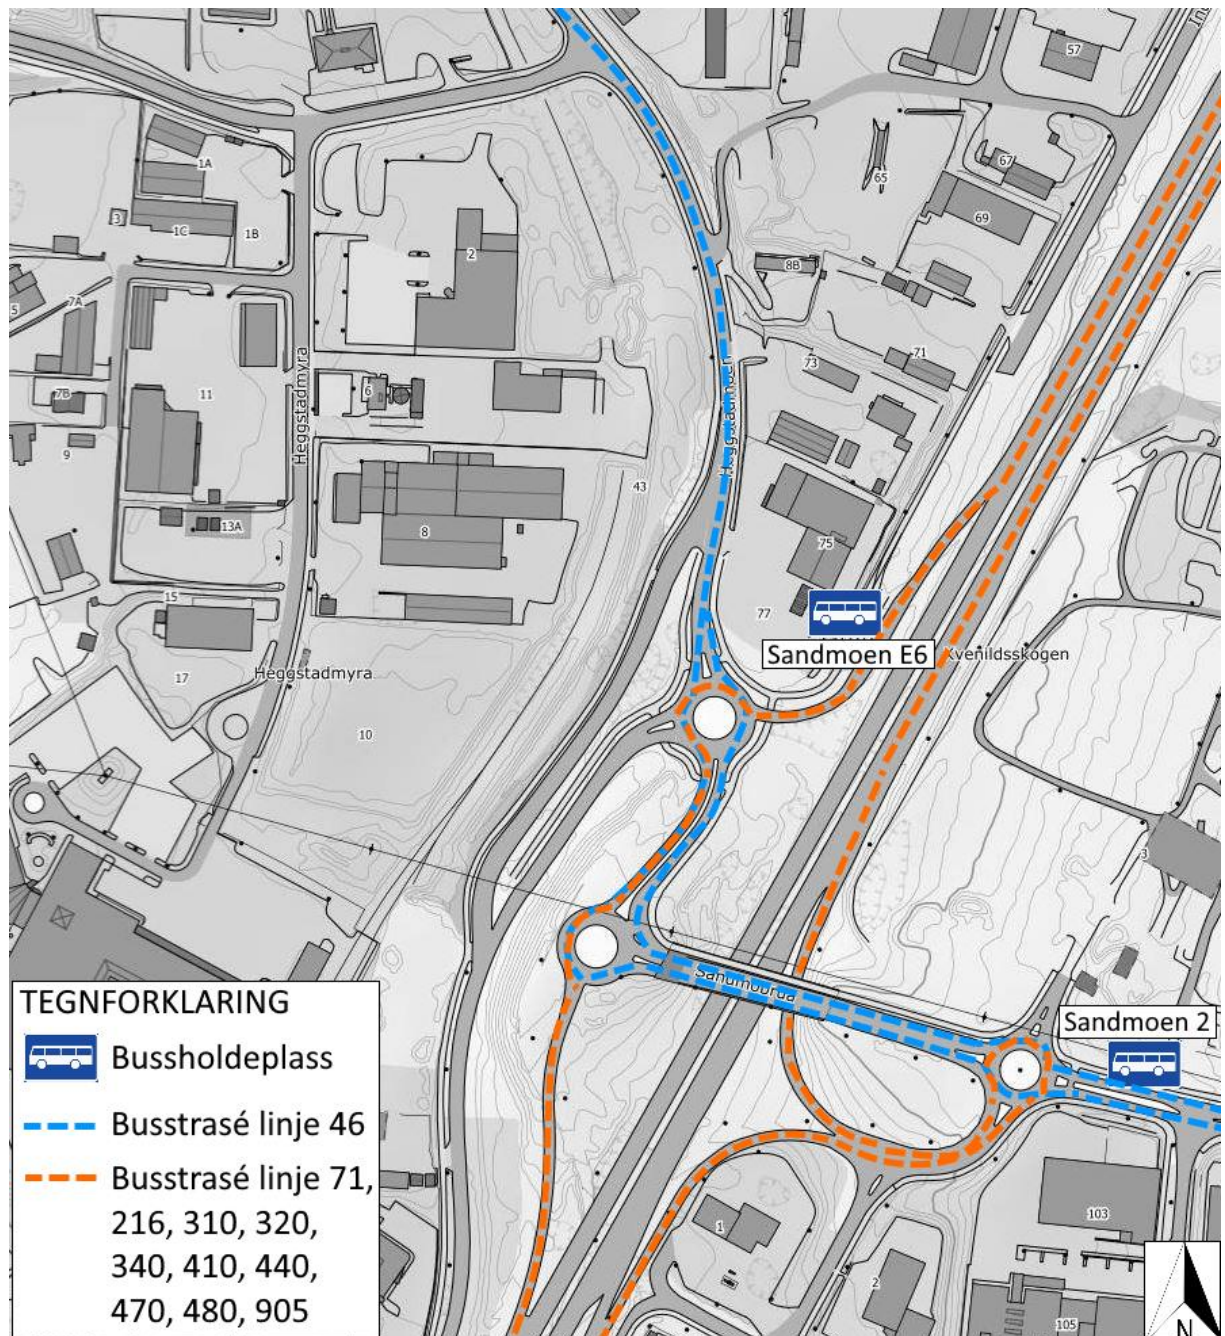 57
67
65
1A
69
3
1C
1B
2
8B
7A
5
71
73
6
7B
11
Heggstadmyra
Heggstadmoen
9
43
13A
8
75
15
77
Sandmoen E6
Kvenildsskogen
Heggstadmyra
17
10
3
Sandmobrua
TEGNFORKLARING
Bussholdeplass
Busstrasé linje 46
Busstrasé linje 71,
216, 310, 320,
340, 410, 440,
470, 480, 905
Sandmoen 2
1
103
2
105
N